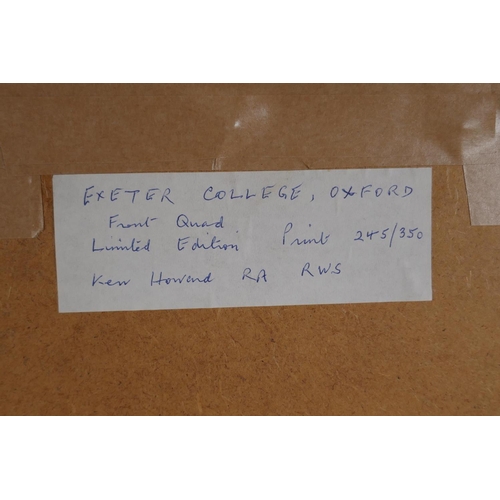 EXETER COLLEGE, OXFORD
Front Quad
Limited Edition Print 245/350
Ken Howard RA RWS